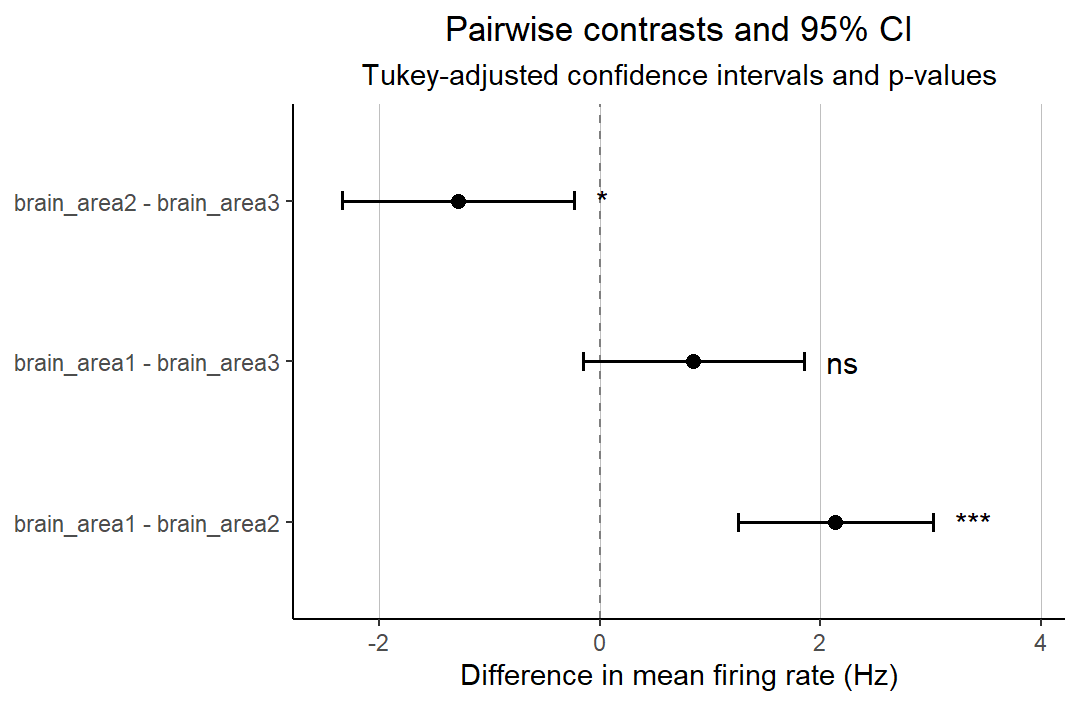 Pairwise contrasts and 95% CI
Tukey-adjusted confidence intervals and p-values
brain_area2 - brain_area3
*
brain_area1 - brain_area3
ns
brain_area1 - brain_area2
***
-2 0 2 4
Difference in mean firing rate (Hz)